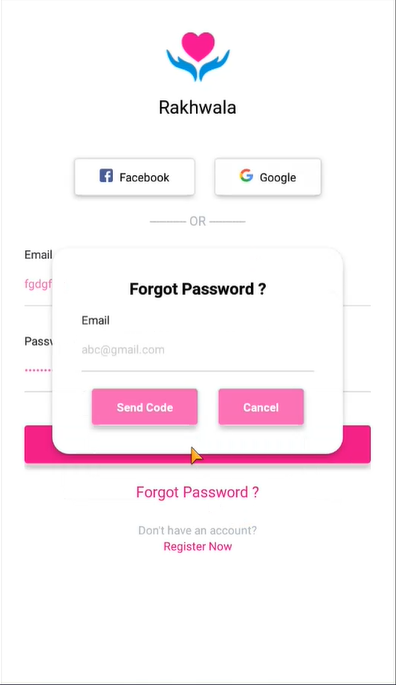 Rakhwala
Facebook
Google
OR
Email
fgdgf
Forgot Password ?
Email
abc@gmail.com
Send Code
Cancel
Forgot Password ?
Don't have an account?
Register Now